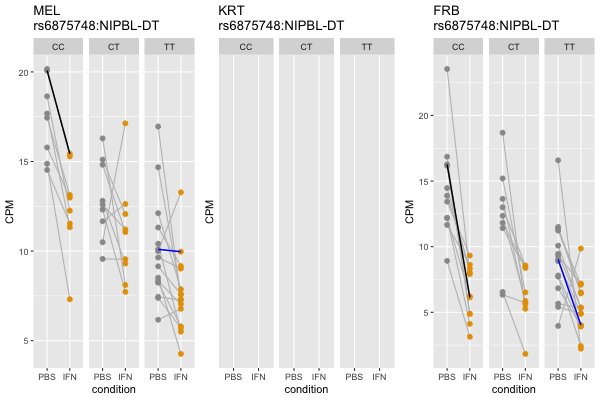 MEL
rs6875748:NIPBL-DT
CC CT TT
CPM
20
15
10
5
PBS IFN PBS IFN PBS IFN
condition
KRT
rs6875748:NIPBL-DT
CC CT TT
CPM
PBS IFN PBS IFN PBS IFN
condition
FRB
rs6875748:NIPBL-DT
CC CT TT
CPM
20
15
10
5
PBS IFN PBS IFN PBS IFN
condition